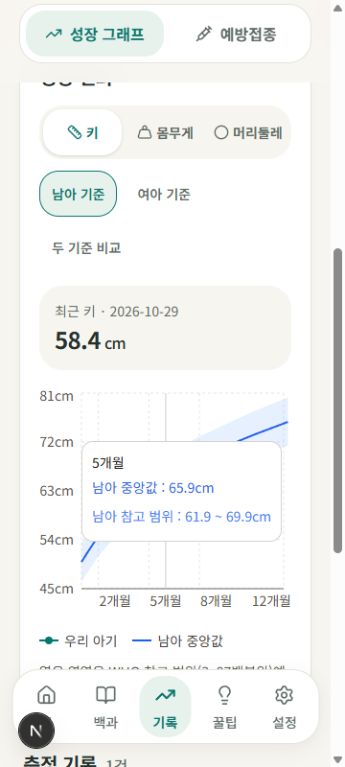 성장 그래프
예방접종
키
몸무게
머리둘레
남아 기준
여아 기준
두 기준 비교
최근 키 · 2026-10-29
58.4 cm
81cm
72cm
63cm
54cm
45cm
5개월
남아 중앙값 : 65.9cm
남아 참고 범위 : 61.9 ~ 69.9cm
2개월
5개월
8개월
12개월
우리 아기
남아 중앙값
백과
기록
꿀팁
설정
N
측정 기록 1건